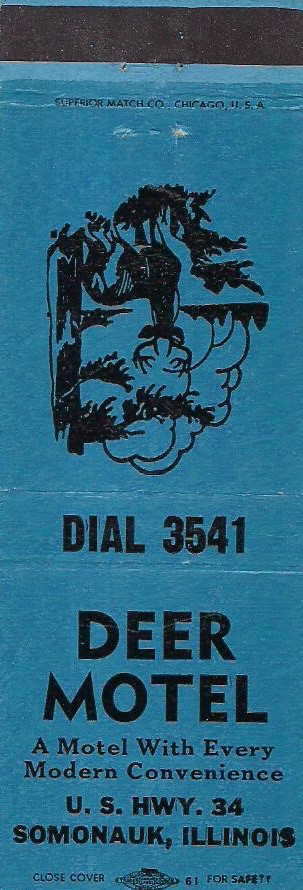 SUPERIOR MATCH CO., CHICAGO, U. S. A.
DIAL 3541
DEER
MOTEL
A Motel With Every
Modern Convenience
U. S. HWY. 34
SOMONAUK, ILLINOIS
CLOSE COVER 61 FOR SAFETY